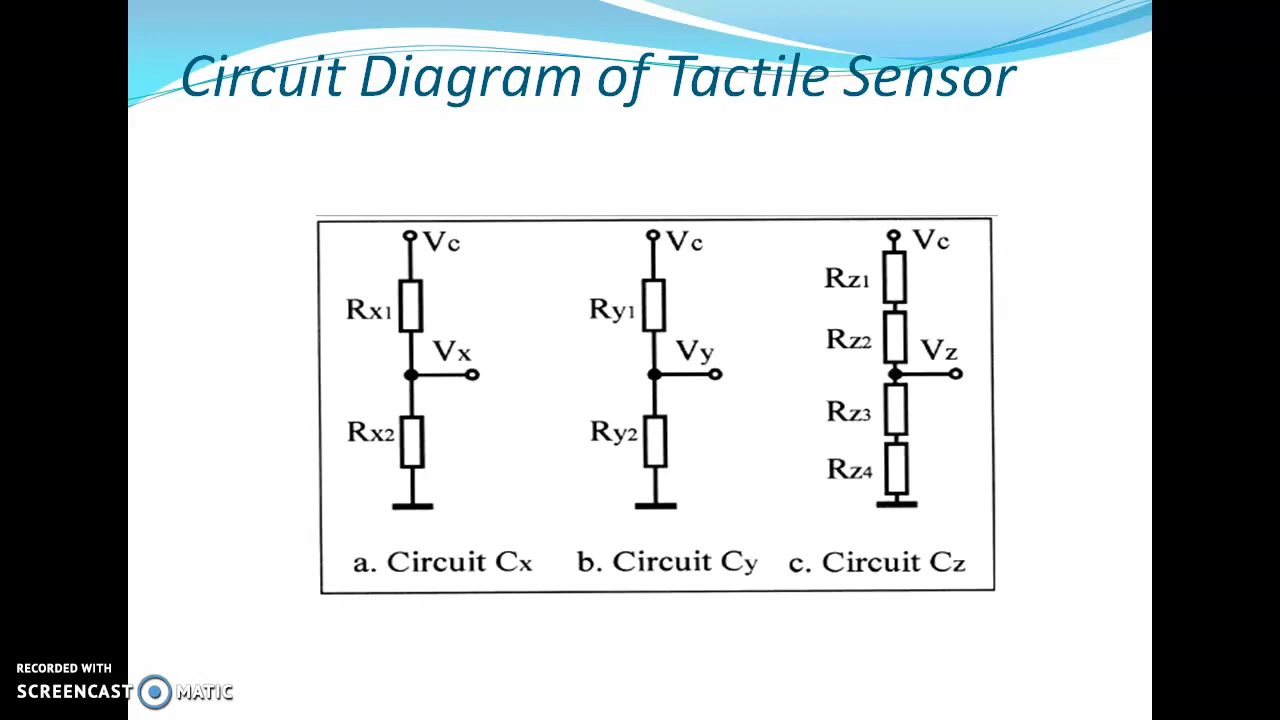 Circuit Diagram of Tactile Sensor
Vc
Rx1
Vx
Rx2
a. Circuit Cx
Vc
Ry1
Vy
Ry2
b. Circuit Cy
Vc
Rz1
Rz2
Vz
Rz3
Rz4
c. Circuit Cz
RECORDED WITH
SCREENCAST MATIC